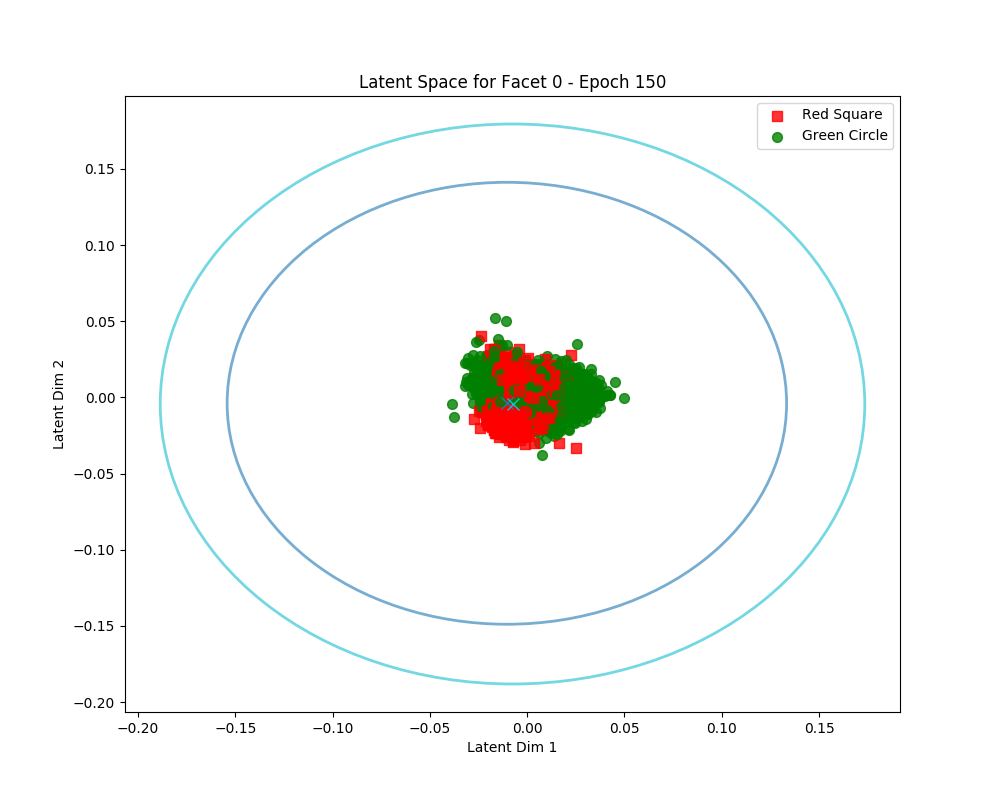 Latent Space for Facet 0 - Epoch 150
Red Square
Green Circle
0.15
0.10
0.05
0.00
−0.05
−0.10
−0.15
−0.20
Latent Dim 2
−0.20 −0.15 −0.10 −0.05 0.00 0.05 0.10 0.15
Latent Dim 1